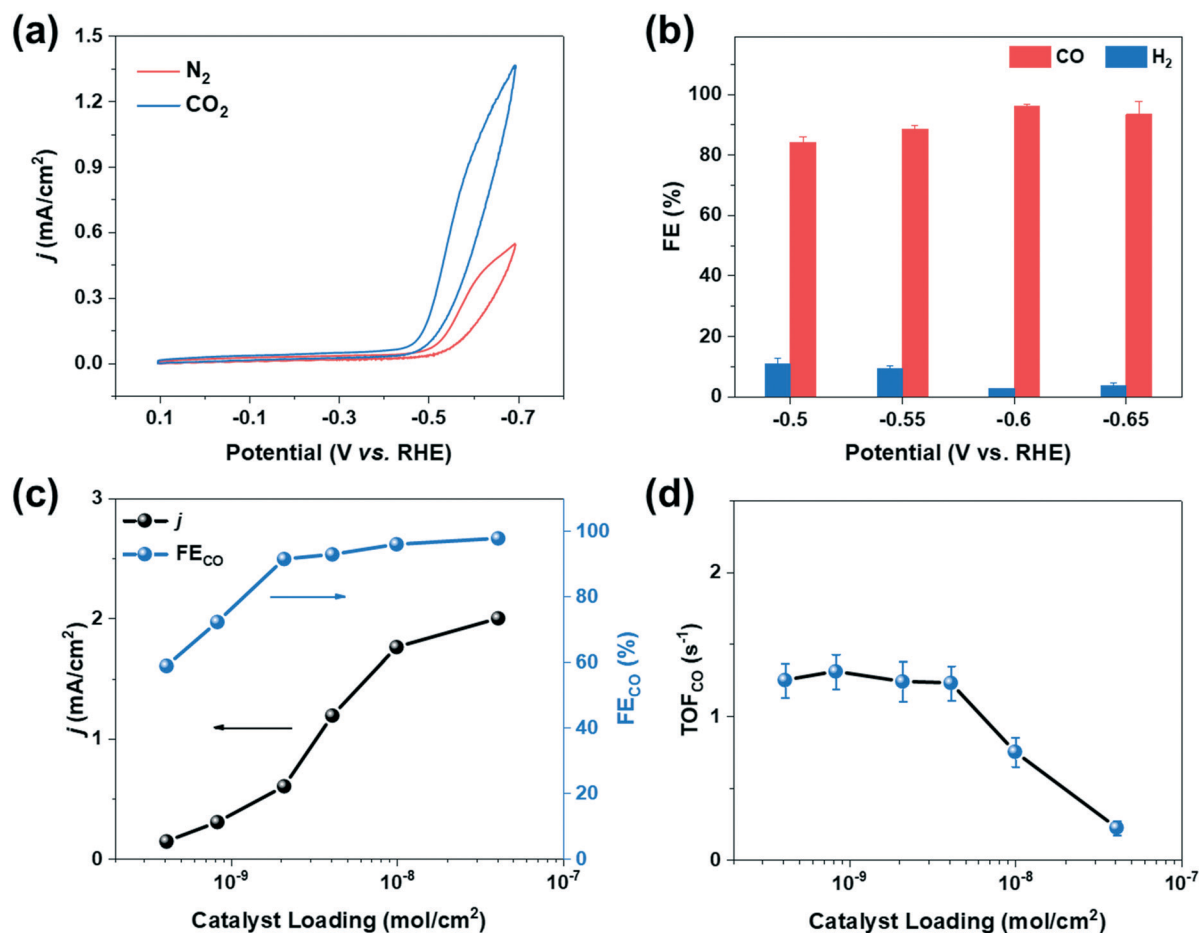 (a)
1.5
1.2
0.9
0.6
0.3
0.0
j (mA/cm²)
N₂
CO₂
0.1 -0.1 -0.3 -0.5 -0.7
Potential (V vs. RHE)
(b)
CO H₂
100
80
60
40
20
0
FE (%)
-0.5 -0.55 -0.6 -0.65
Potential (V vs. RHE)
(c)
3
2
1
0
j (mA/cm²)
j
FE_CO
100
80
60
40
20
0
FE_CO (%)
10⁻⁹ 10⁻⁸ 10⁻⁷
Catalyst Loading (mol/cm²)
(d)
2
1
0
TOF_CO (s⁻¹)
10⁻⁹ 10⁻⁸ 10⁻⁷
Catalyst Loading (mol/cm²)